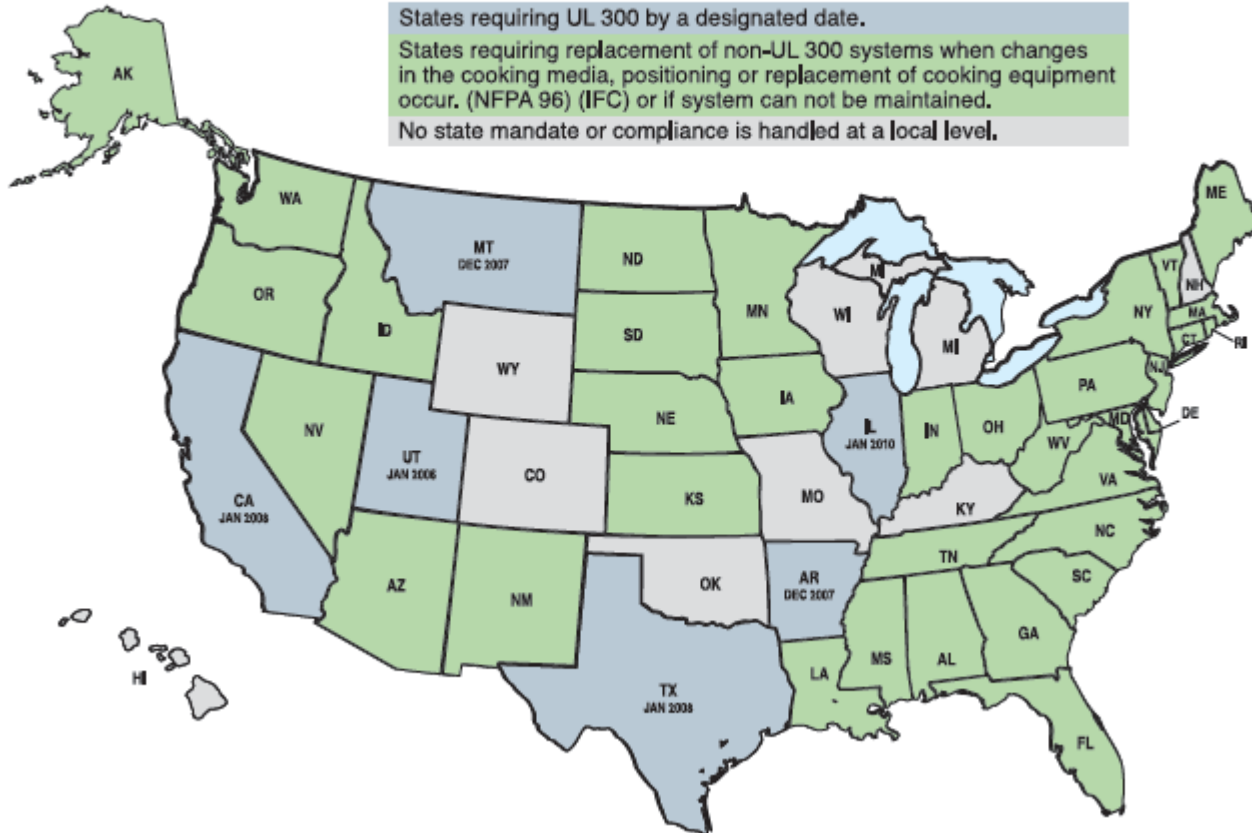 States requiring UL 300 by a designated date.
States requiring replacement of non-UL 300 systems when changes
in the cooking media, positioning or replacement of cooking equipment
occur. (NFPA 96) (IFC) or if system can not be maintained.
No state mandate or compliance is handled at a local level.
AK
WA
MT
DEC 2007
ND
MN
MI
ME
VT
NH
OR
ID
SD
WI
MI
NY
MA
CT
RI
WY
IA
PA
NJ
NV
NE
IL
JAN 2010
IN
OH
MD
DE
WV
UT
JAN 2006
CO
KS
MO
KY
VA
CA
JAN 2008
NC
TN
AZ
NM
OK
AR
DEC 2007
SC
MS
AL
GA
HI
TX
JAN 2008
LA
FL